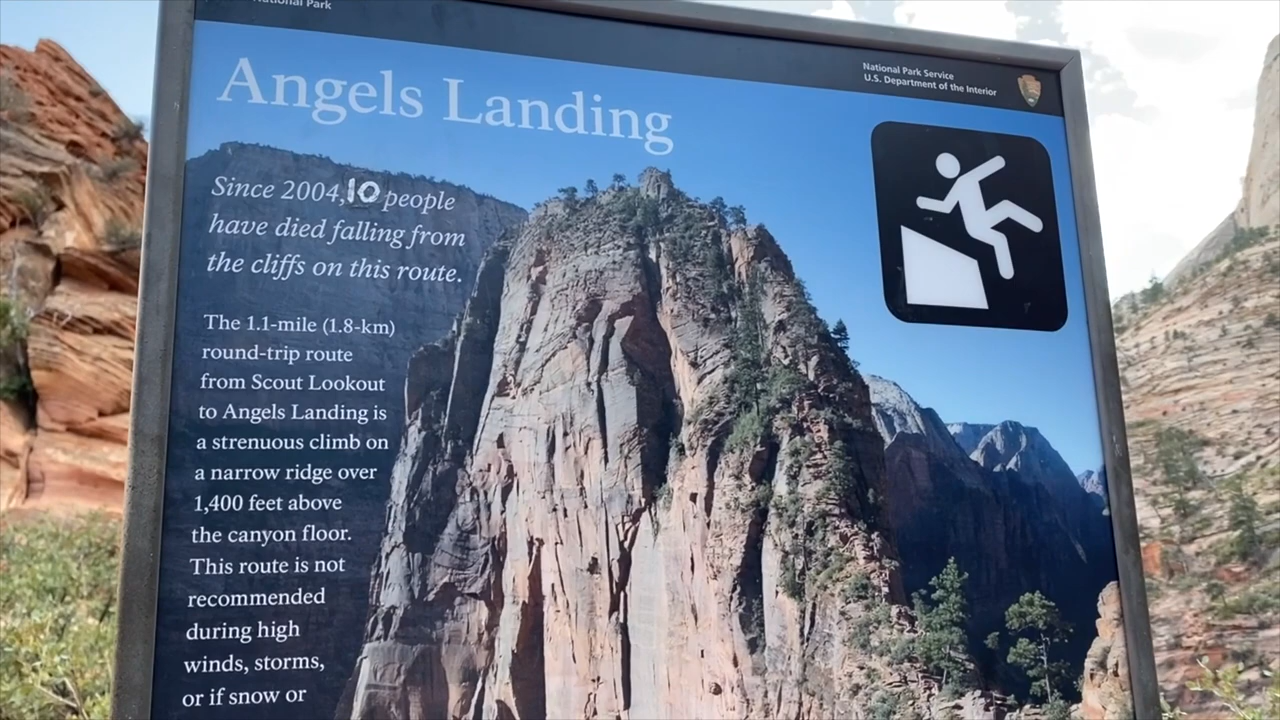 National Park
National Park Service
U.S. Department of the Interior
Angels Landing
Since 2004, 10 people
have died falling from
the cliffs on this route.
The 1.1-mile (1.8-km)
round-trip route
from Scout Lookout
to Angels Landing is
a strenuous climb on
a narrow ridge over
1,400 feet above
the canyon floor.
This route is not
recommended
during high
winds, storms,
or if snow or